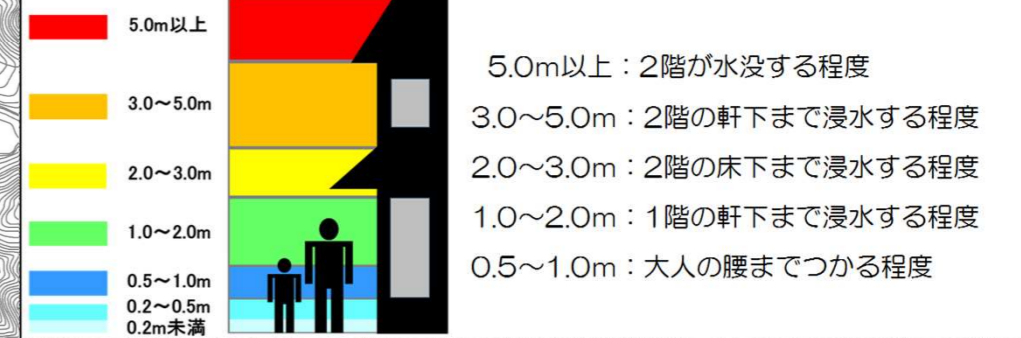 5.0m以上
3.0～5.0m
2.0～3.0m
1.0～2.0m
0.5～1.0m
0.2～0.5m
0.2m未満
5.0m以上：2階が水没する程度
3.0～5.0m：2階の軒下まで浸水する程度
2.0～3.0m：2階の床下まで浸水する程度
1.0～2.0m：1階の軒下まで浸水する程度
0.5～1.0m：大人の腰までつかる程度